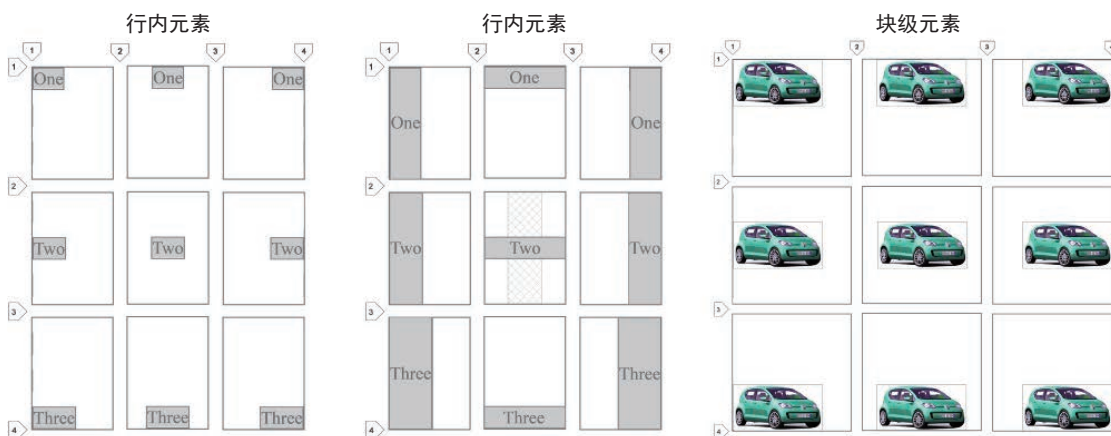 行内元素 行内元素 块级元素
1 2 3 4 1 2 3 4 1 2 3
1 One One One 1 One 1
One One
2 2 2
Two Two Two Two Two Two
3 3 3
Three Three
Three Three Three Three
4 4 4